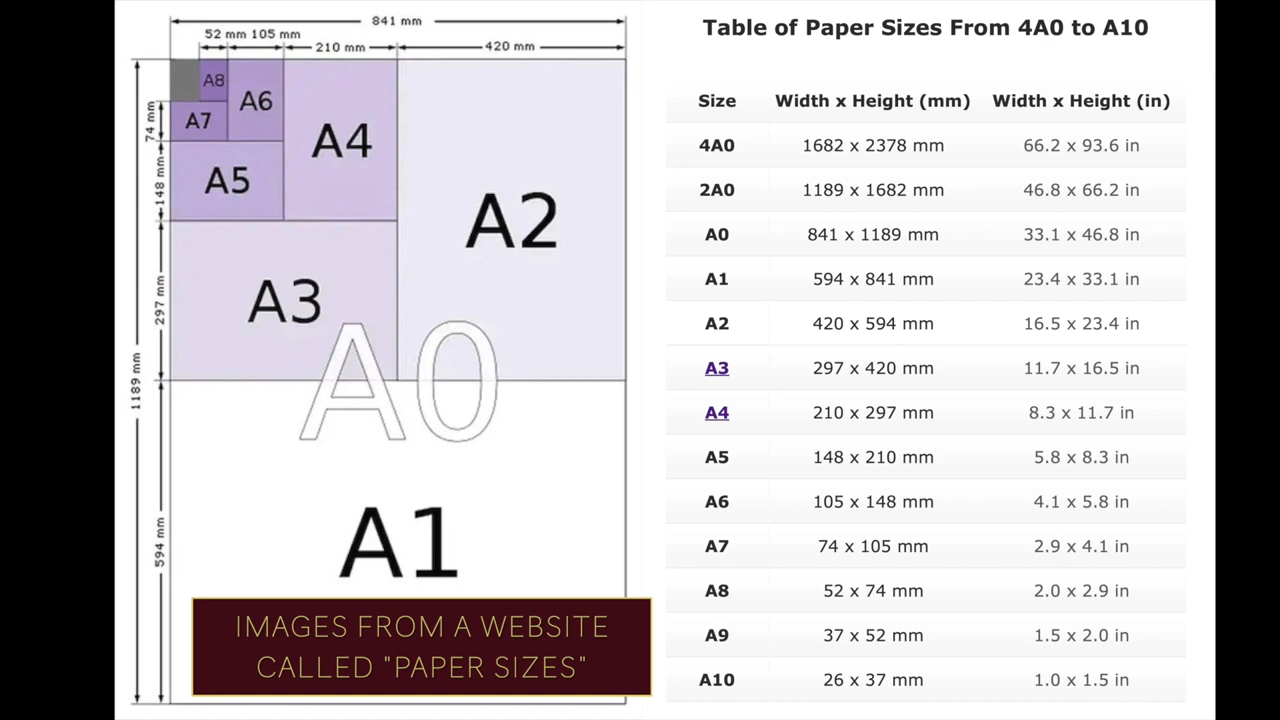 841 mm
52 mm 105 mm
210 mm
420 mm
A8
A6
A7
74 mm
A4
A5
148 mm
A2
A3
297 mm
A0
1189 mm
A1
594 mm
IMAGES FROM A WEBSITE
CALLED "PAPER SIZES"
Table of Paper Sizes From 4A0 to A10
Size Width x Height (mm) Width x Height (in)
4A0 1682 x 2378 mm 66.2 x 93.6 in
2A0 1189 x 1682 mm 46.8 x 66.2 in
A0 841 x 1189 mm 33.1 x 46.8 in
A1 594 x 841 mm 23.4 x 33.1 in
A2 420 x 594 mm 16.5 x 23.4 in
A3 297 x 420 mm 11.7 x 16.5 in
A4 210 x 297 mm 8.3 x 11.7 in
A5 148 x 210 mm 5.8 x 8.3 in
A6 105 x 148 mm 4.1 x 5.8 in
A7 74 x 105 mm 2.9 x 4.1 in
A8 52 x 74 mm 2.0 x 2.9 in
A9 37 x 52 mm 1.5 x 2.0 in
A10 26 x 37 mm 1.0 x 1.5 in